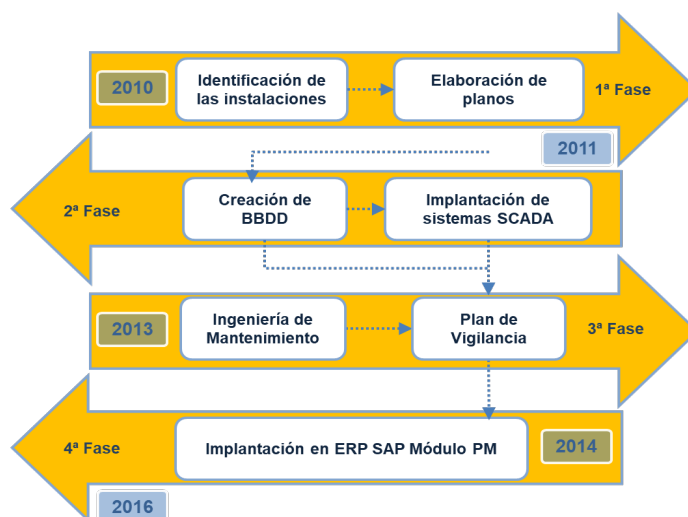 2010
Identificación de
las instalaciones
Elaboración de
planos
1ª Fase
2011
2ª Fase
Creación de
BBDD
Implantación de
sistemas SCADA
2013
Ingeniería de
Mantenimiento
Plan de
Vigilancia
3ª Fase
4ª Fase
Implantación en ERP SAP Módulo PM
2014
2016